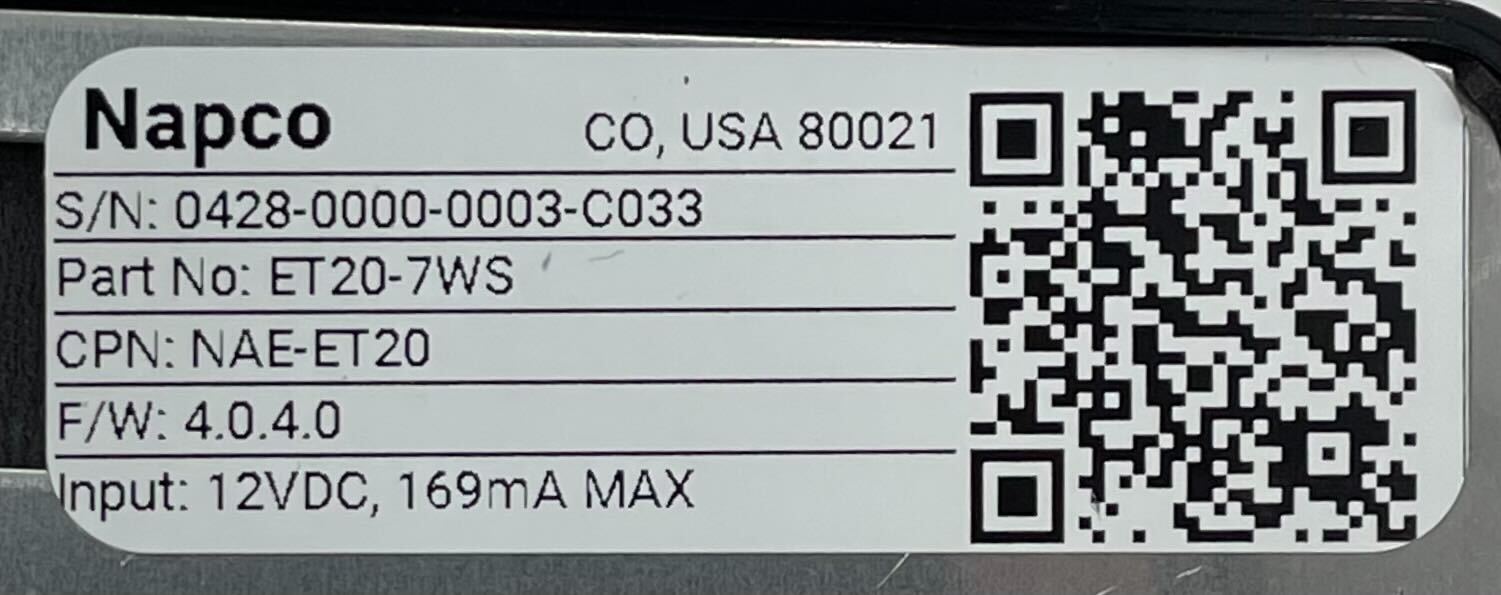 Napco CO, USA 80021
S/N: 0428-0000-0003-C033
Part No: ET20-7WS
CPN: NAE-ET20
F/W: 4.0.4.0
Input: 12VDC, 169mA MAX